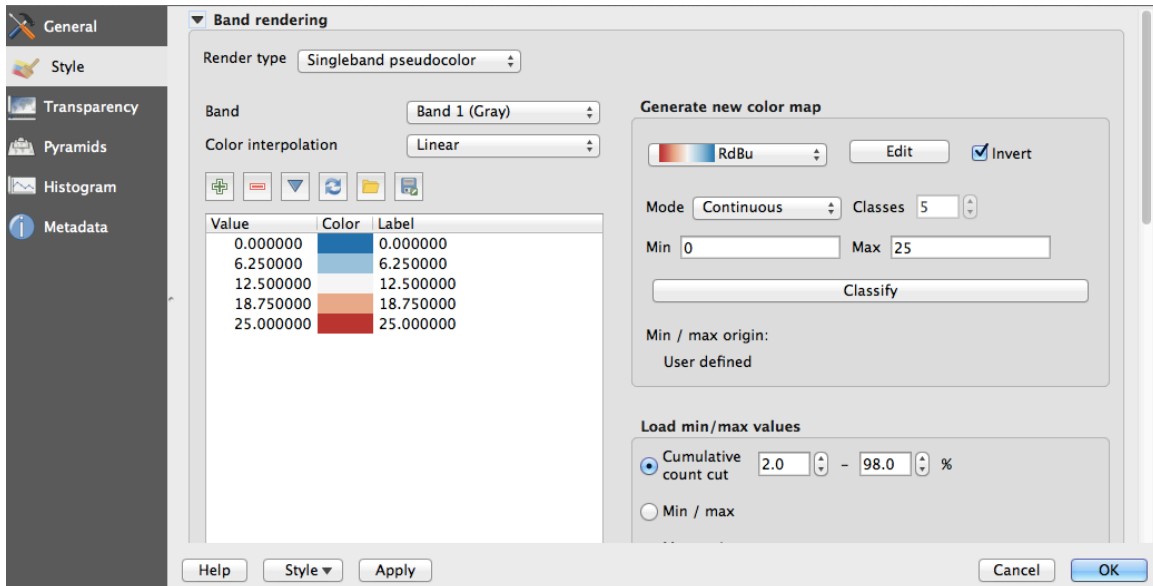 General
Style
Transparency
Pyramids
Histogram
Metadata
Band rendering
Render type Singleband pseudocolor
Band Band 1 (Gray)
Color interpolation Linear
Value Color Label
0.000000 0.000000
6.250000 6.250000
12.500000 12.500000
18.750000 18.750000
25.000000 25.000000
Generate new color map
RdBu Edit Invert
Mode Continuous Classes 5
Min 0 Max 25
Classify
Min / max origin:
User defined
Load min/max values
Cumulative
count cut 2.0 - 98.0 %
Min / max
Help Style Apply Cancel OK